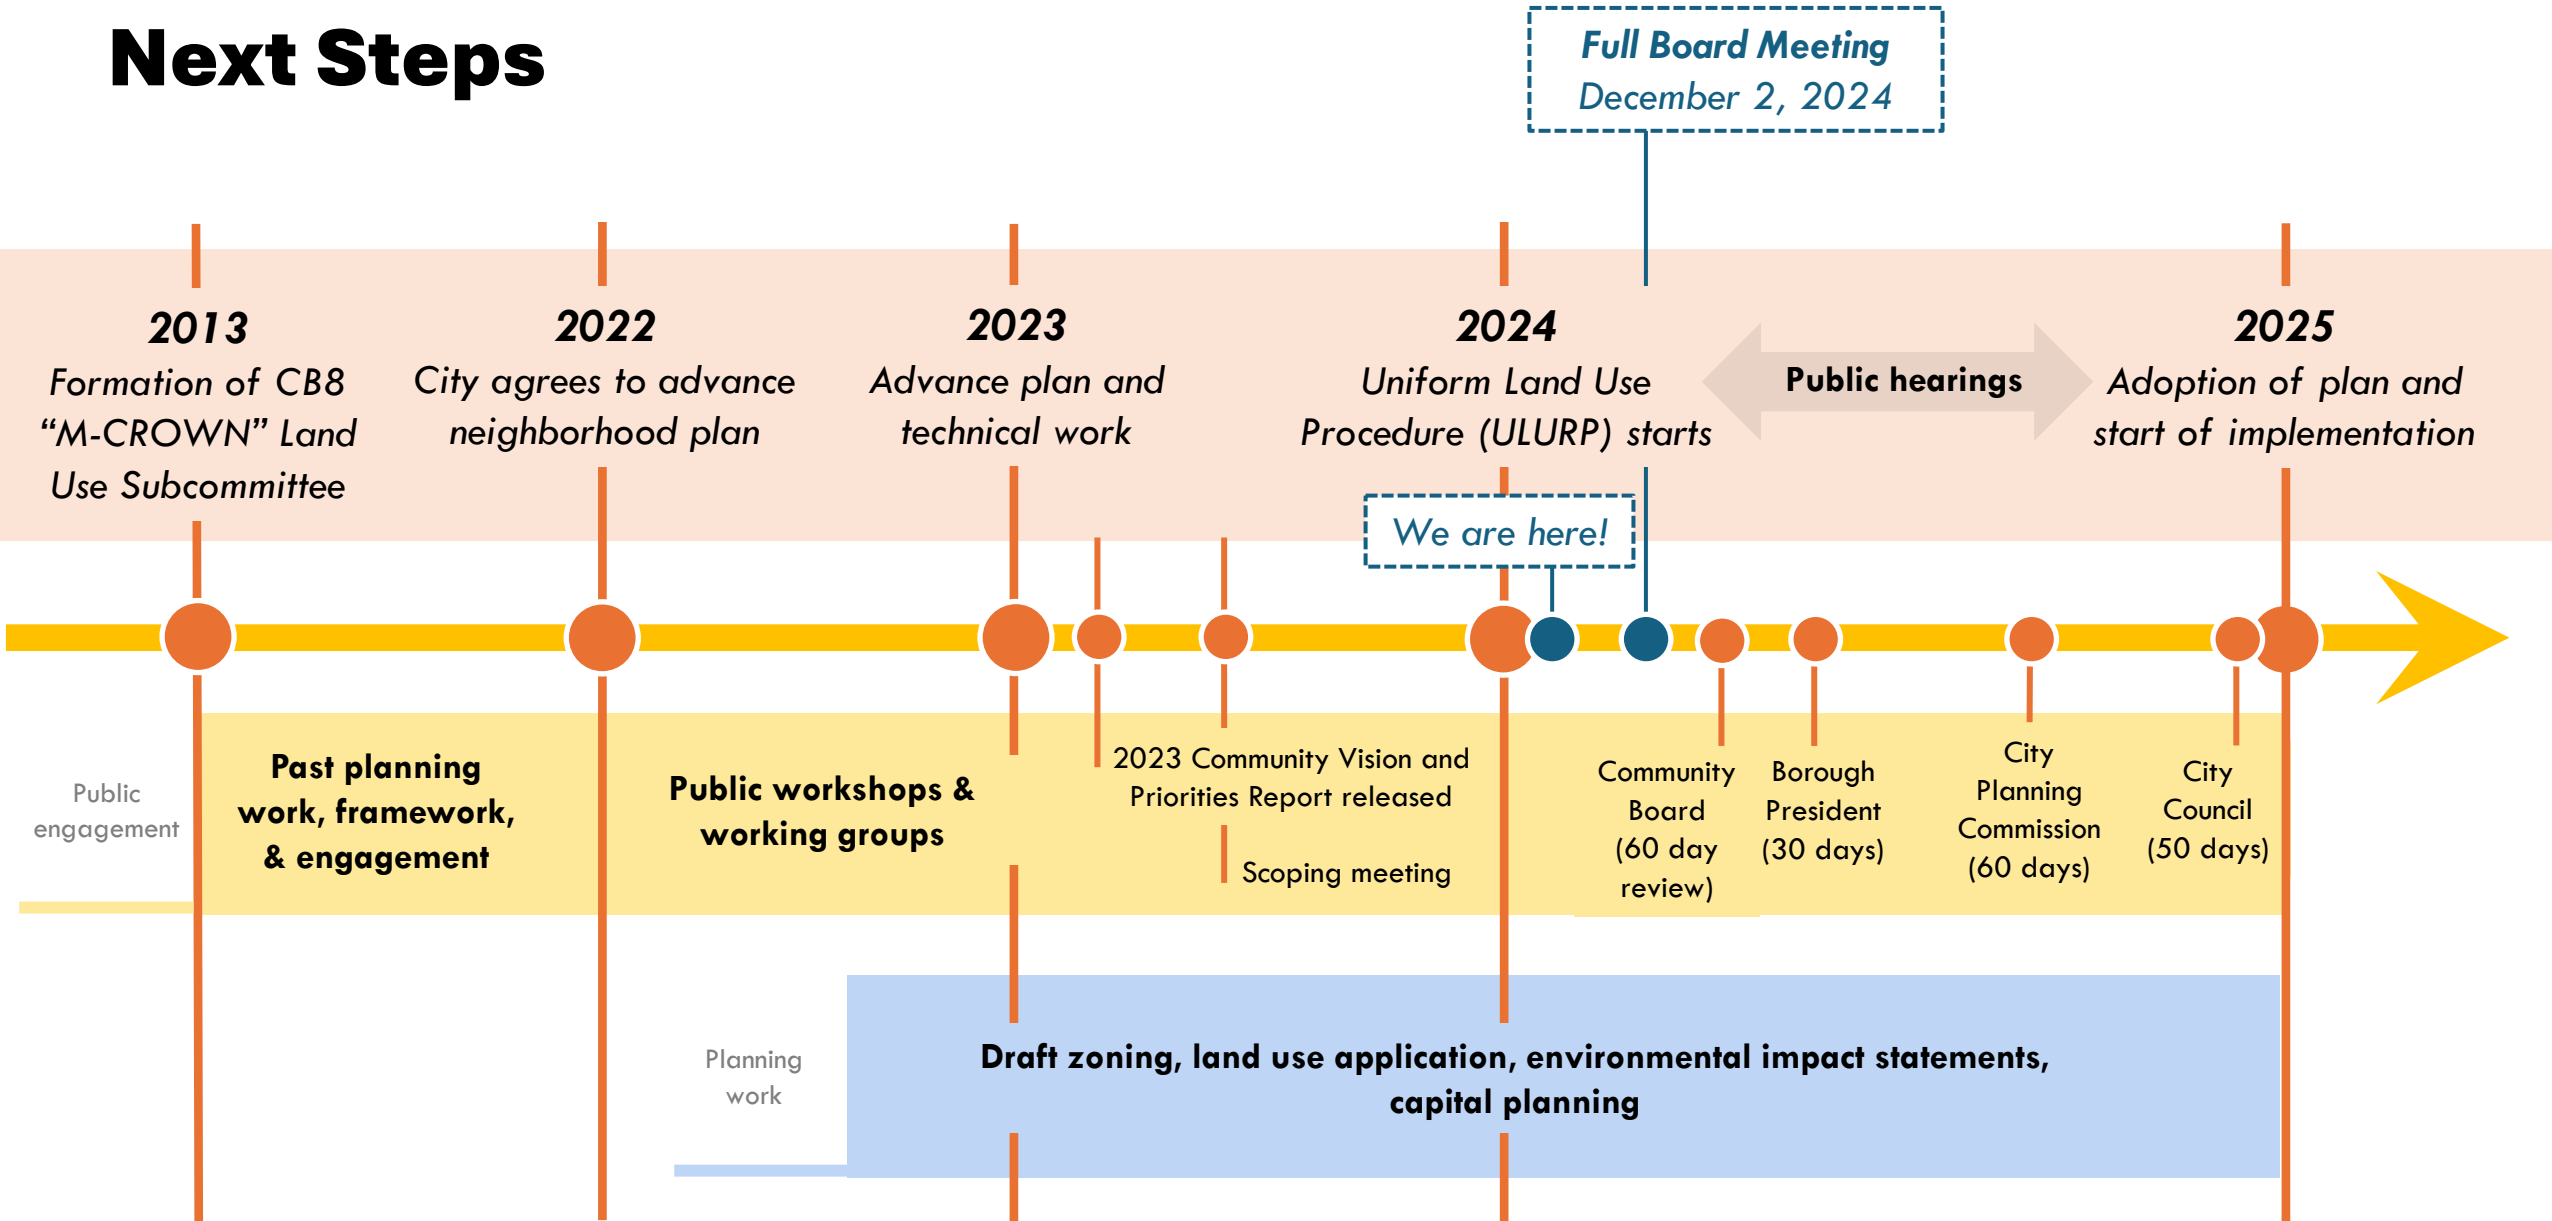 Next Steps
Full Board Meeting
December 2, 2024
2013
Formation of CB8
“M-CROWN” Land
Use Subcommittee
2022
City agrees to advance
neighborhood plan
2023
Advance plan and
technical work
2024
Uniform Land Use
Procedure (ULURP) starts
Public hearings
2025
Adoption of plan and
start of implementation
We are here!
Public
engagement
Past planning
work, framework,
& engagement
Public workshops &
working groups
2023 Community Vision and
Priorities Report released
Scoping meeting
Community
Board
(60 day
review)
Borough
President
(30 days)
City
Planning
Commission
(60 days)
City
Council
(50 days)
Planning
work
Draft zoning, land use application, environmental impact statements,
capital planning